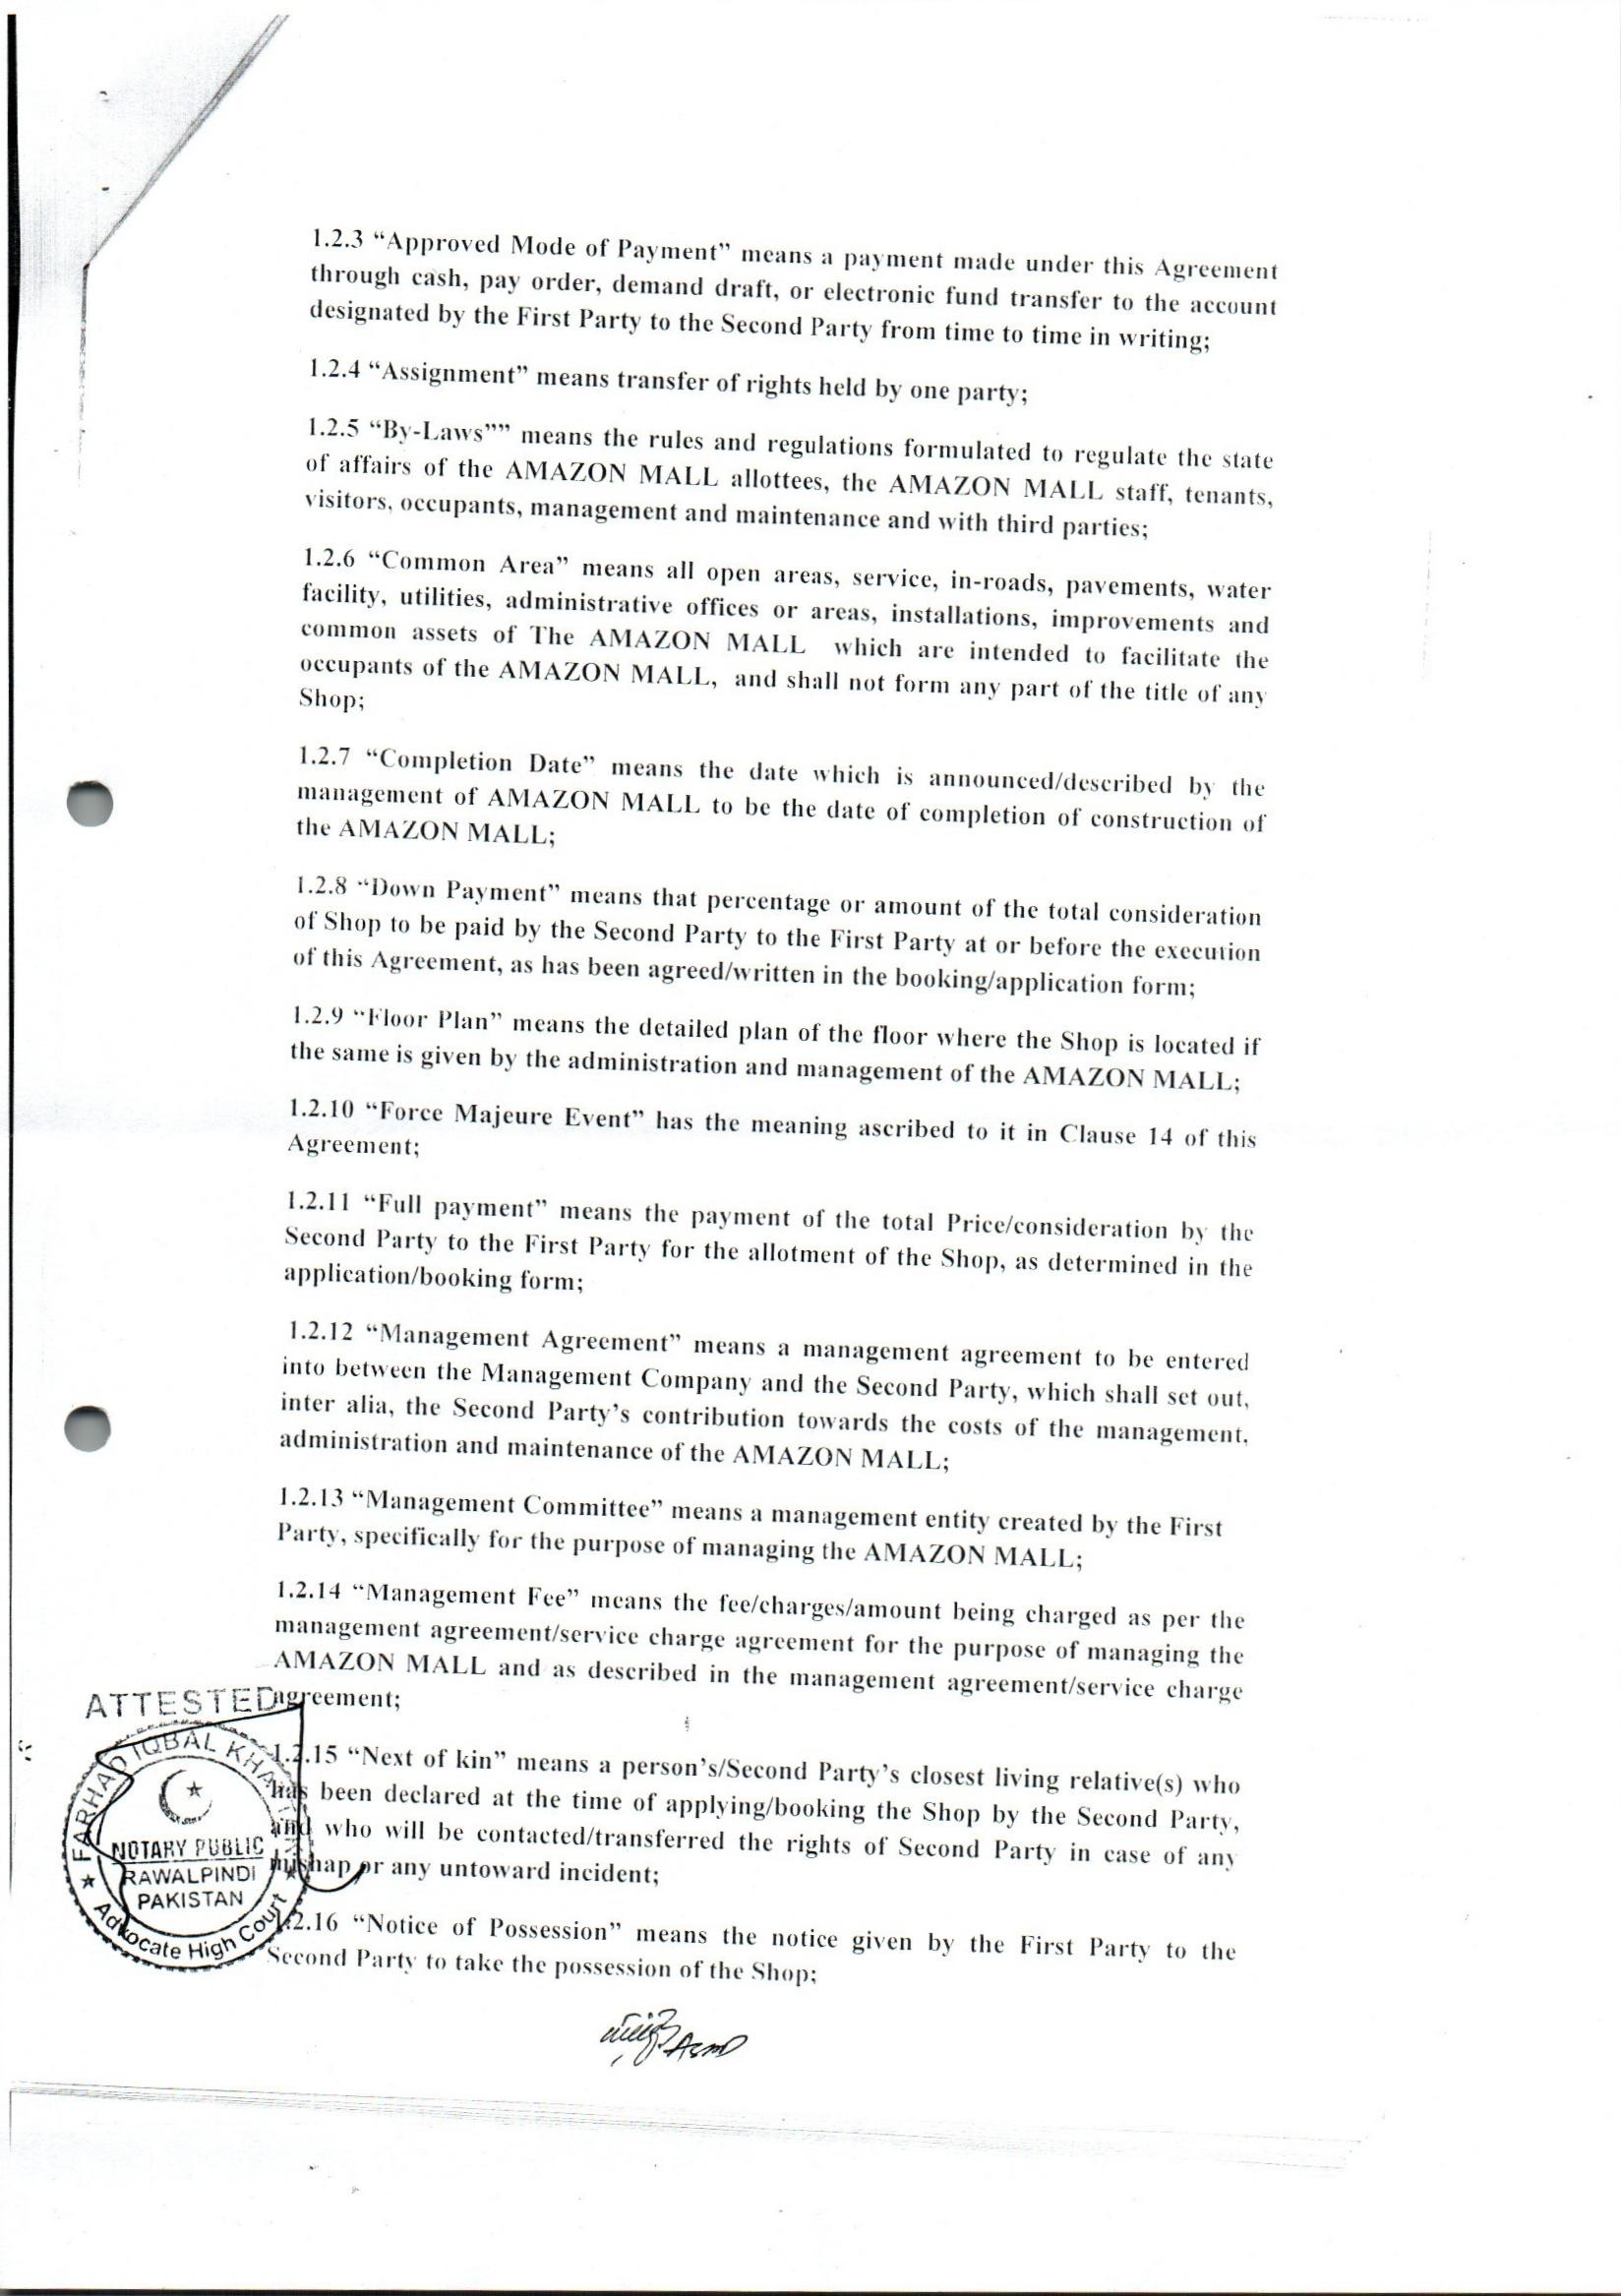 1.2.3 “Approved Mode of Payment” means a payment made under this Agreement
through cash, pay order, demand draft, or electronic fund transfer to the account
designated by the First Party to the Second Party from time to time in writing;
1.2.4 “Assignment” means transfer of rights held by one party;
1.2.5 “By-Laws”” means the rules and regulations formulated to regulate the state
of affairs of the AMAZON MALL allottees, the AMAZON MALL staff, tenants,
visitors, occupants, management and maintenance and with third parties;
1.2.6 “Common Area” means all open areas, service, in-roads, pavements, water
facility, utilities, administrative offices or areas, installations, improvements and
common assets of The AMAZON MALL which are intended to facilitate the
occupants of the AMAZON MALL, and shall not form any part of the title of any
Shop;
1.2.7 “Completion Date” means the date which is announced/described by the
management of AMAZON MALL to be the date of completion of construction of
the AMAZON MALL;
1.2.8 “Down Payment” means that percentage or amount of the total consideration
of Shop to be paid by the Second Party to the First Party at or before the execution
of this Agreement, as has been agreed/written in the booking/application form;
1.2.9 “Floor Plan” means the detailed plan of the floor where the Shop is located if
the same is given by the administration and management of the AMAZON MALL;
1.2.10 “Force Majeure Event” has the meaning ascribed to it in Clause 14 of this
Agreement;
1.2.11 “Full payment” means the payment of the total Price/consideration by the
Second Party to the First Party for the allotment of the Shop, as determined in the
application/booking form;
1.2.12 “Management Agreement” means a management agreement to be entered
into between the Management Company and the Second Party, which shall set out,
inter alia, the Second Party’s contribution towards the costs of the management,
administration and maintenance of the AMAZON MALL;
1.2.13 “Management Committee” means a management entity created by the First
Party, specifically for the purpose of managing the AMAZON MALL;
1.2.14 “Management Fee” means the fee/charges/amount being charged as per the
management agreement/service charge agreement for the purpose of managing the
AMAZON MALL and as described in the management agreement/service charge
agreement;
1.2.15 “Next of kin” means a person’s/Second Party’s closest living relative(s) who
has been declared at the time of applying/booking the Shop by the Second Party,
and who will be contacted/transferred the rights of Second Party in case of any
mishap or any untoward incident;
1.2.16 “Notice of Possession” means the notice given by the First Party to the
Second Party to take the possession of the Shop;
ATTESTED
FARHAD IQBAL
NOTARY PUBLIC
RAWALPINDI
PAKISTAN
Advocate High Court